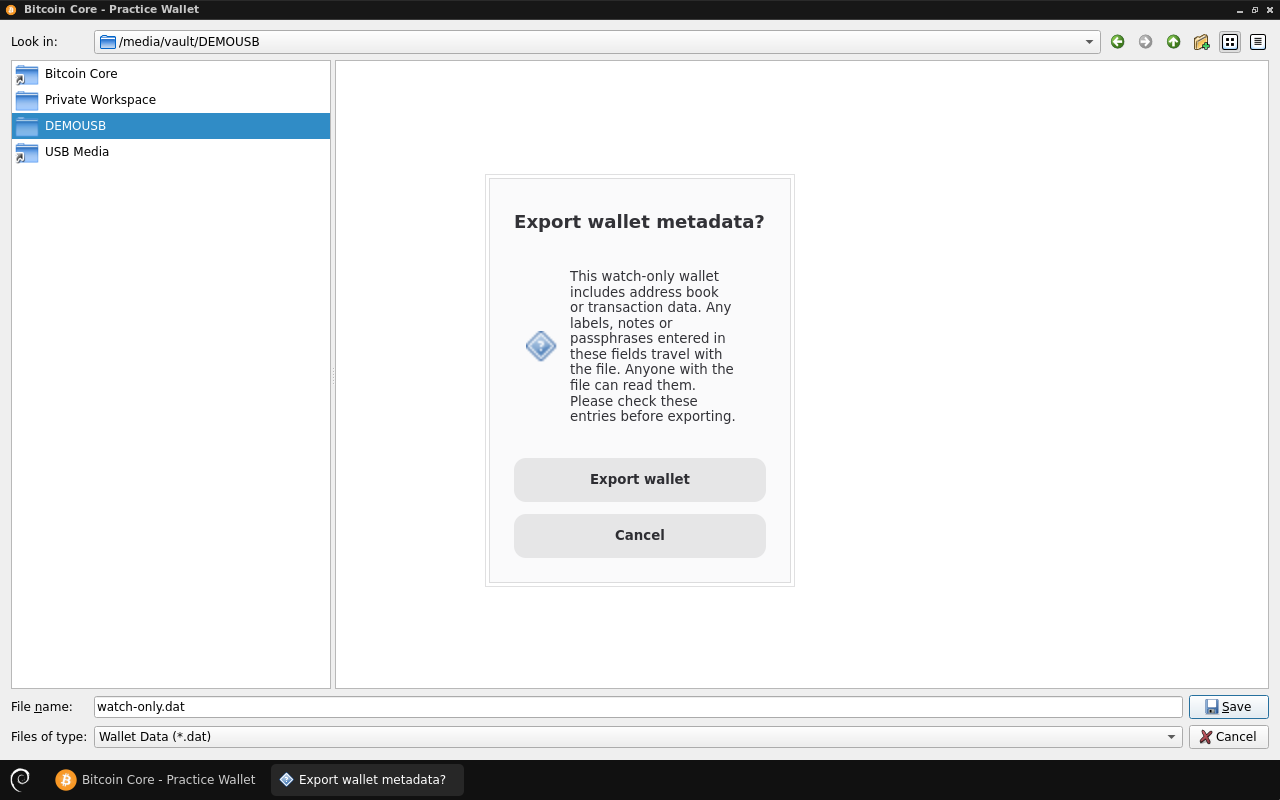 Bitcoin Core - Practice Wallet
Look in:
/media/vault/DEMOUSB
Bitcoin Core
Private Workspace
DEMOUSB
USB Media
Export wallet metadata?
This watch-only wallet
includes address book
or transaction data. Any
labels, notes or
passphrases entered in
these fields travel with
the file. Anyone with the
file can read them.
Please check these
entries before exporting.
Export wallet
Cancel
File name:
watch-only.dat
Save
Files of type:
Wallet Data (*.dat)
Cancel
Bitcoin Core - Practice Wallet
Export wallet metadata?